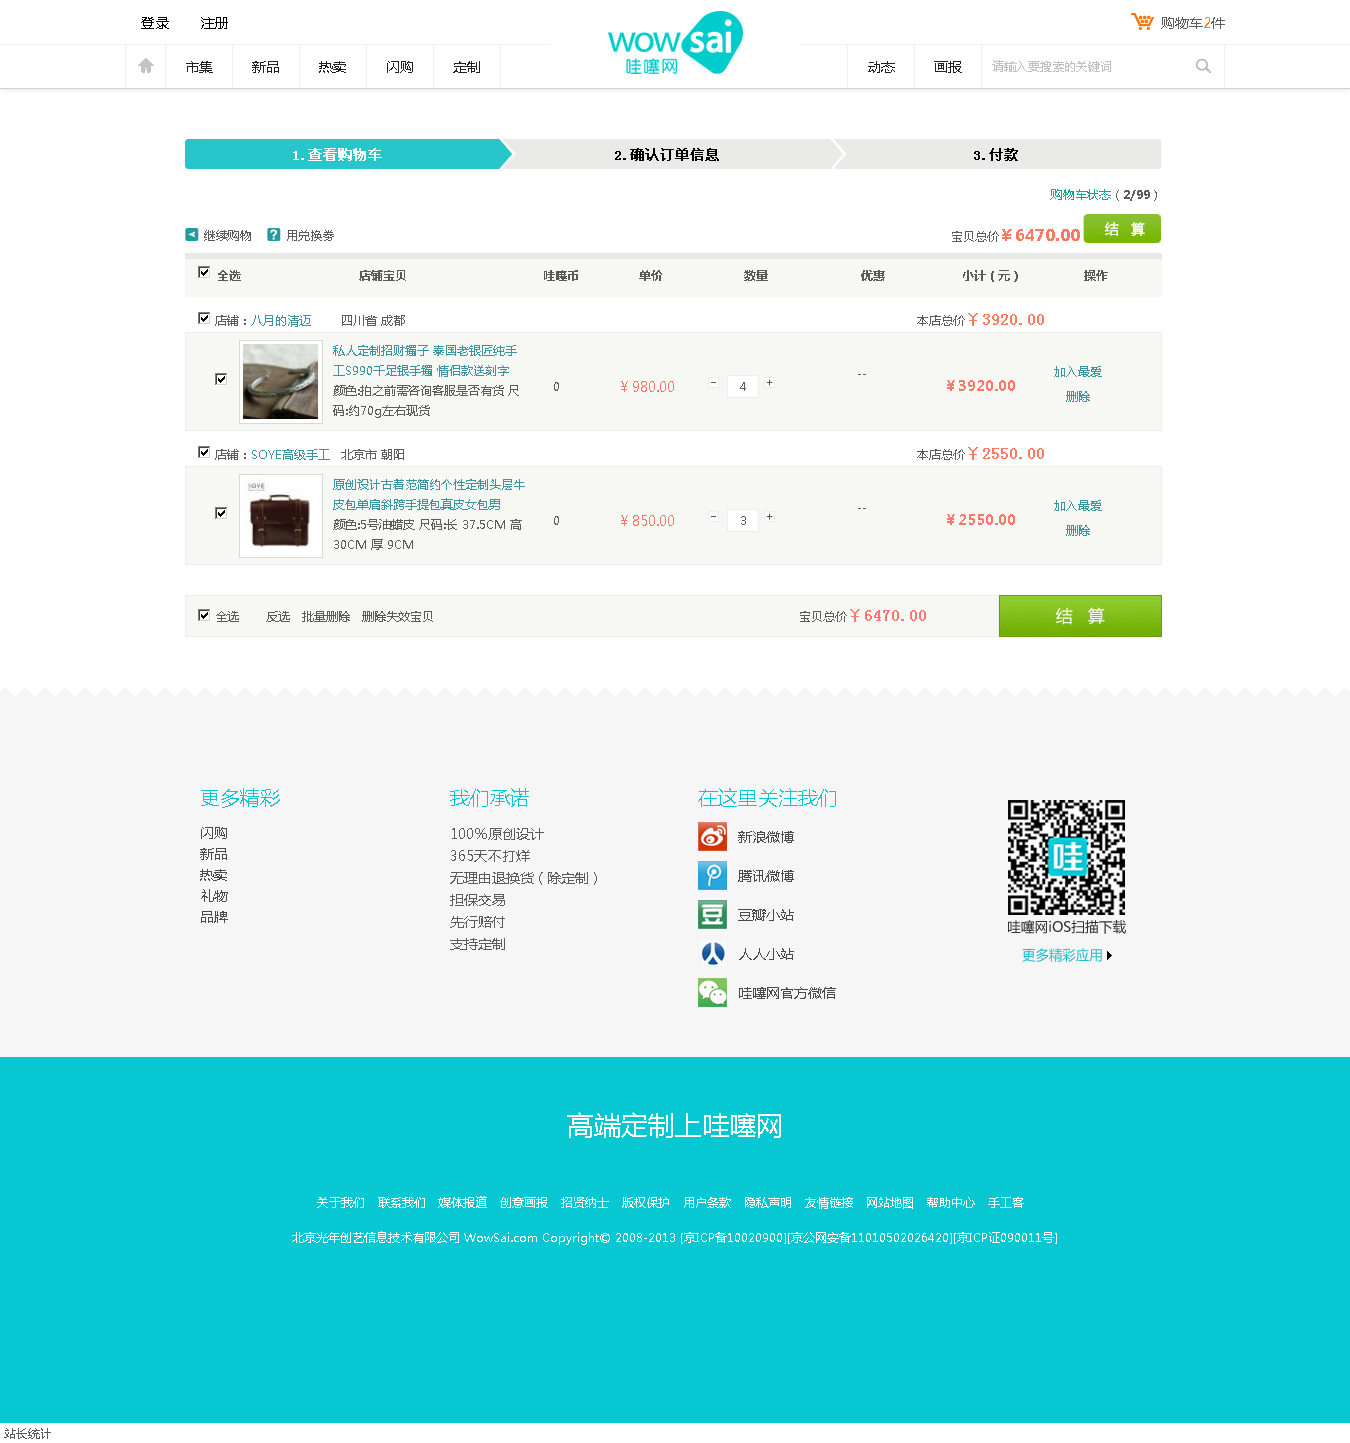 登录 注册
wowsai
哇噻网
购物车2件
市集 新品 热卖 闪购 定制 动态 画报 请输入要搜索的关键词
1.查看购物车 2.确认订单信息 3.付款
购物车状态（2/99）
继续购物 用兑换劵 宝贝总价￥6470.00 结 算
全选 店铺宝贝 哇噻币 单价 数量 优惠 小计（元） 操作
店铺：八月的清迈 四川省 成都 本店总价￥3920.00
私人定制招财镯子 泰国老银匠纯手
工S990千足银手镯 情侣款送刻字
颜色:拍之前需咨询客服是否有货 尺
码:约70g左右现货
0 ￥980.00 - 4 + -- ￥3920.00 加入最爱
删除
店铺：SOYE高级手工 北京市 朝阳 本店总价￥2550.00
SOYE
原创设计古着范简约个性定制头层牛
皮包单肩斜跨手提包真皮女包男
颜色:5号油蜡皮 尺码:长 37.5CM 高
30CM 厚 9CM
0 ￥850.00 - 3 + -- ￥2550.00 加入最爱
删除
全选 反选 批量删除 删除失效宝贝 宝贝总价￥6470.00 结 算
更多精彩
闪购
新品
热卖
礼物
品牌
我们承诺
100%原创设计
365天不打烊
无理由退换货（除定制）
担保交易
先行赔付
支持定制
在这里关注我们
新浪微博
腾讯微博
豆 豆瓣小站
人人小站
哇噻网官方微信
哇
哇噻网iOS扫描下载
更多精彩应用
高端定制上哇噻网
关于我们 联系我们 媒体报道 创意画报 招贤纳士 版权保护 用户条款 隐私声明 友情链接 网站地图 帮助中心 手工客
北京光年创艺信息技术有限公司 WowSai.com Copyright© 2008-2013 [京ICP备10020900][京公网安备11010502026420][京ICP证090011号]
站长统计